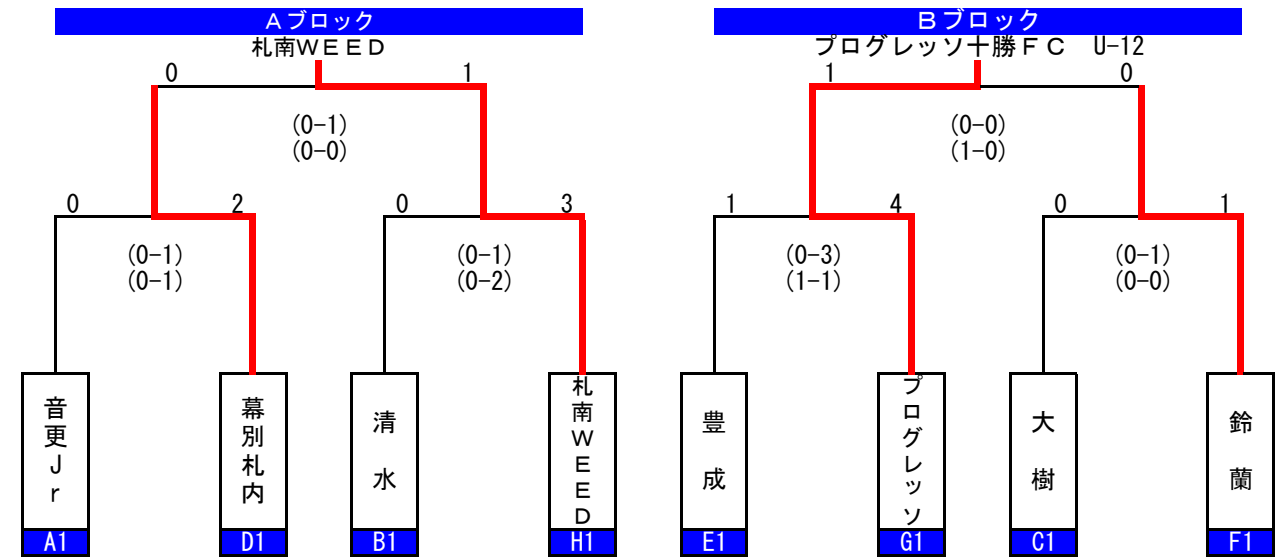 Aブロック
Bブロック
札南WEED
プログレッソ十勝FC U-12
0 1
1 0
(0-1)
(0-0)
(0-0)
(1-0)
0 2
0 3
1 4
0 1
(0-1)
(0-1)
(0-1)
(0-2)
(0-3)
(1-1)
(0-1)
(0-0)
音更Jr
幕別札内
清水
札南WEED
豊成
プログレッソ
大樹
鈴蘭
A1
D1
B1
H1
E1
G1
C1
F1